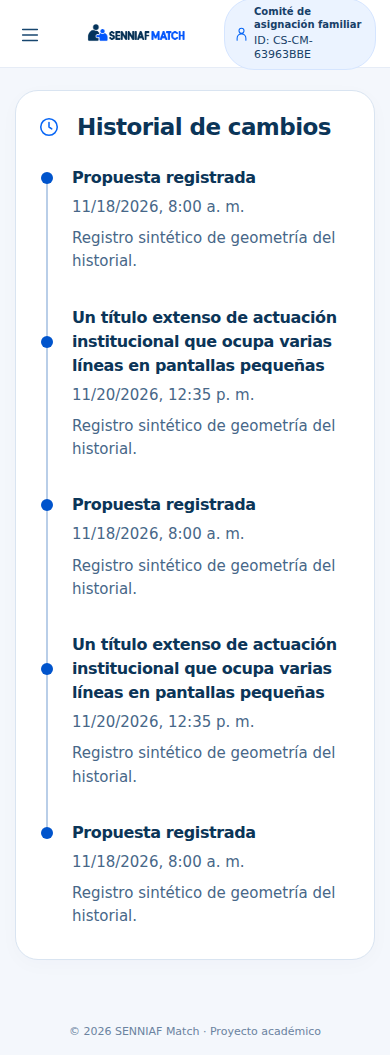 SENNIAF MATCH
Comité de
asignación familiar
ID: CS-CM-
63963BBE
Historial de cambios
Propuesta registrada
11/18/2026, 8:00 a. m.
Registro sintético de geometría del
historial.
Un título extenso de actuación
institucional que ocupa varias
líneas en pantallas pequeñas
11/20/2026, 12:35 p. m.
Registro sintético de geometría del
historial.
Propuesta registrada
11/18/2026, 8:00 a. m.
Registro sintético de geometría del
historial.
Un título extenso de actuación
institucional que ocupa varias
líneas en pantallas pequeñas
11/20/2026, 12:35 p. m.
Registro sintético de geometría del
historial.
Propuesta registrada
11/18/2026, 8:00 a. m.
Registro sintético de geometría del
historial.
© 2026 SENNIAF Match · Proyecto académico